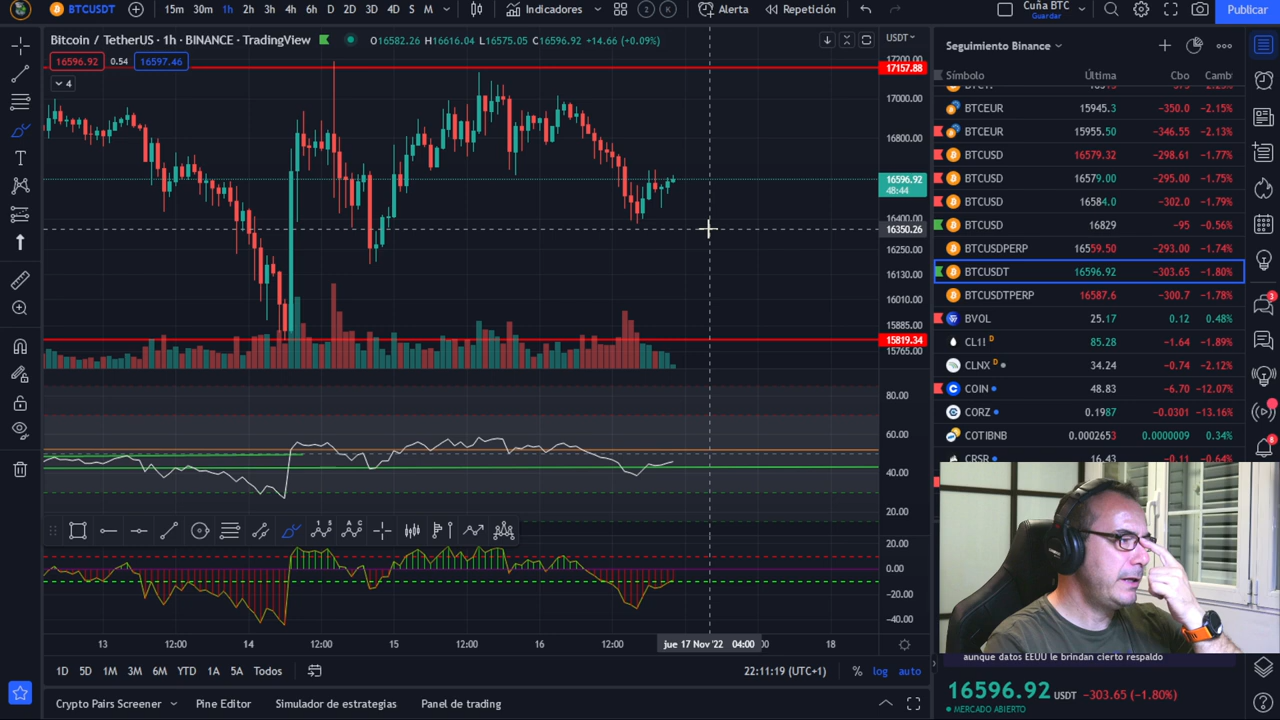 BTCUSDT
15m 30m 1h 2h 3h 4h 6h D 2D 3D 4D S M
Indicadores
Alerta
Repetición
Cuña BTC
Guardar
Publicar
Bitcoin / TetherUS · 1h · BINANCE · TradingView
O16582.26 H16616.04 L16575.05 C16596.92 +14.66 (+0.09%)
USDT
16596.92 0.54 16597.46
4
17200.00
17157.88
17000.00
16800.00
16596.92
48:44
16400.00
16350.26
16250.00
16130.00
16010.00
15885.00
15819.34
15765.00
80.00
60.00
40.00
20.00
20.00
0.00
-20.00
-40.00
13 12:00 14 12:00 15 12:00 16 12:00 jue 17 Nov '22 04:00 18
1D 5D 1M 3M 6M YTD 1A 5A Todos
22:11:19 (UTC+1) % log auto
Crypto Pairs Screener Pine Editor Simulador de estrategias Panel de trading
Seguimiento Binance
Símbolo Última Cbo Camb
BTCEUR 15945.3 -350.0 -2.15%
BTCEUR 15955.50 -346.55 -2.13%
BTCUSD 16579.32 -298.61 -1.77%
BTCUSD 16579.00 -295.00 -1.75%
BTCUSD 16584.0 -302.0 -1.79%
BTCUSD 16829 -95 -0.56%
BTCUSDPERP 16559.50 -293.00 -1.74%
BTCUSDT 16596.92 -303.65 -1.80%
BTCUSDTPERP 16587.6 -300.7 -1.78%
BVOL 25.17 0.12 0.48%
CL1! D 85.28 -1.64 -1.89%
CLNX D 34.24 -0.74 -2.12%
COIN 48.83 -6.70 -12.07%
CORZ 0.1987 -0.0301 -13.16%
COTIBNB 0.0002653 0.0000009 0.34%
CRSR 16.43 -0.11 -0.64%
aunque datos EEUU le brindan cierto respaldo
16596.92 USDT -303.65 (-1.80%)
MERCADO ABIERTO